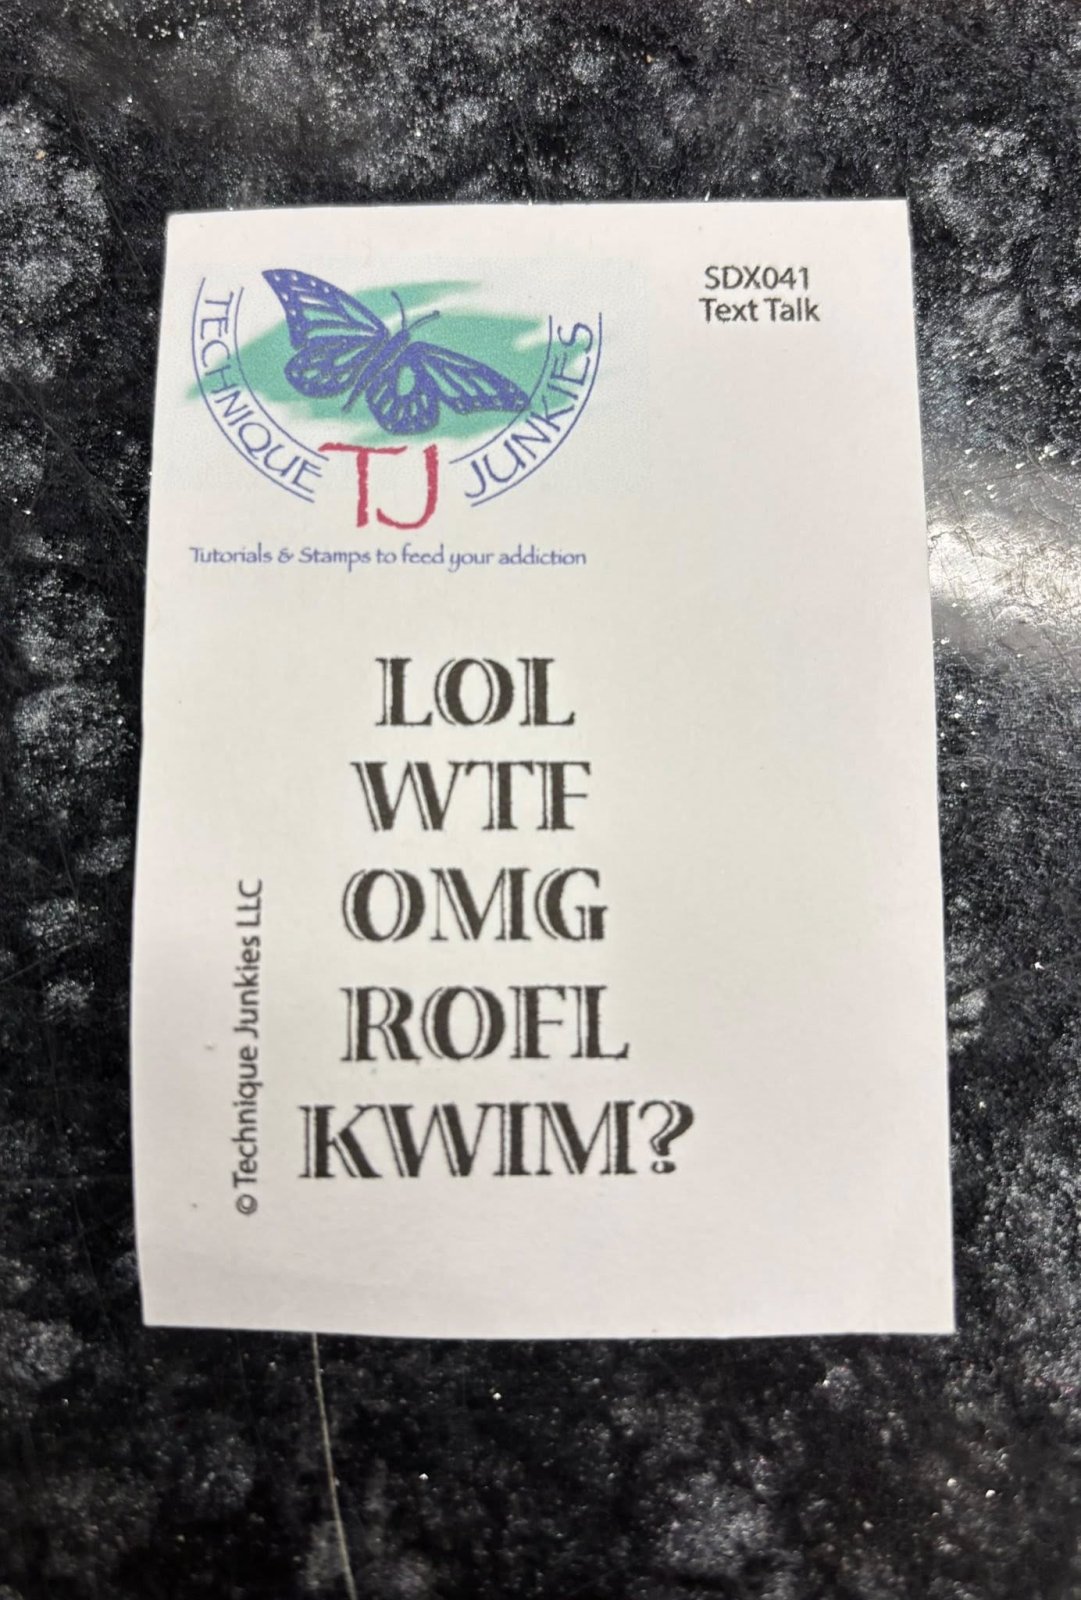 TECHNIQUE TJ JUNKIES
Tutorials & Stamps to feed your addiction
SDX041
Text Talk
LOL
WTF
OMG
ROFL
KWIM?
© Technique Junkies LLC